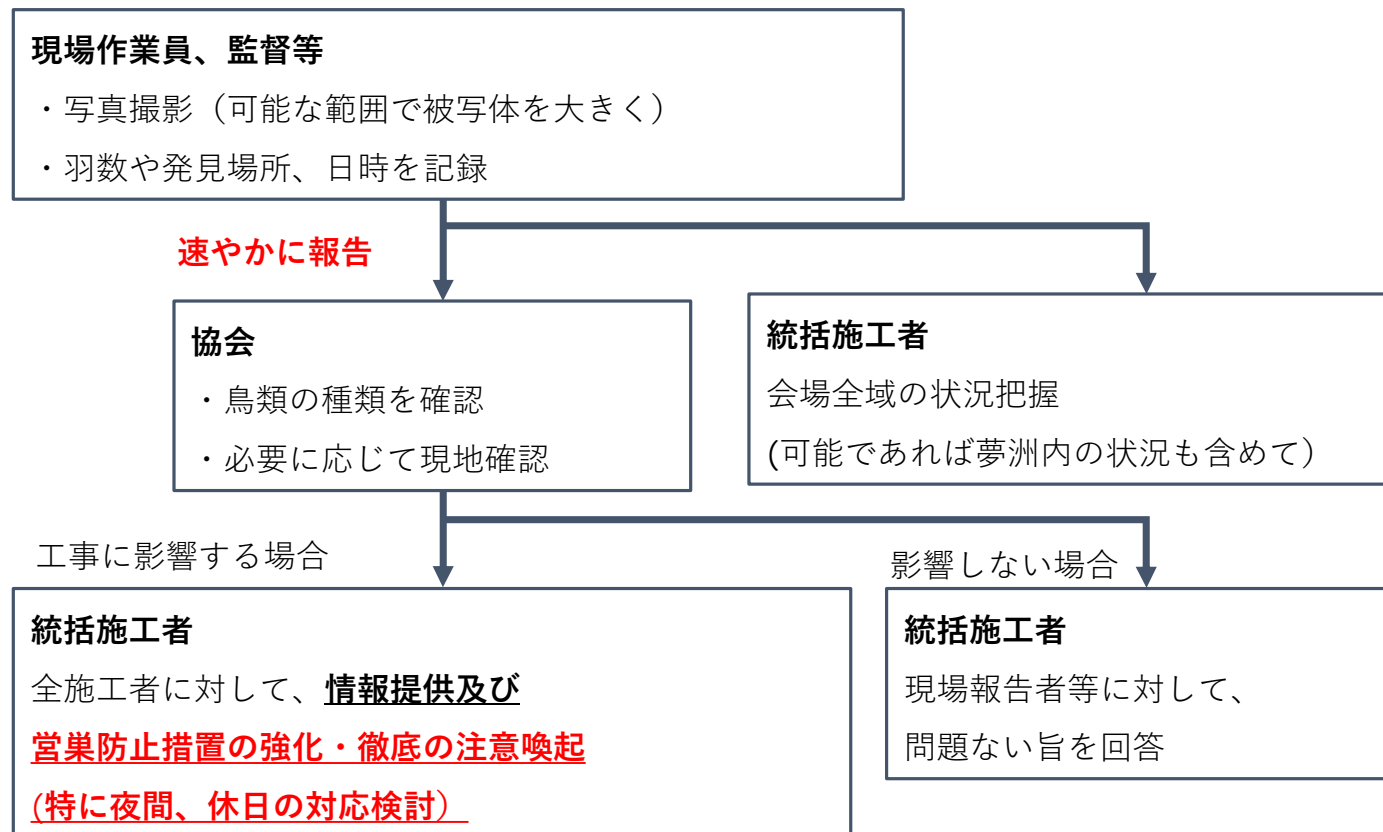 現場作業員、監督等
・写真撮影（可能な範囲で被写体を大きく）
・羽数や発見場所、日時を記録
速やかに報告
協会
・鳥類の種類を確認
・必要に応じて現地確認
統括施工者
会場全域の状況把握
(可能であれば夢洲内の状況も含めて）
工事に影響する場合
影響しない場合
統括施工者
全施工者に対して、情報提供及び
営巣防止措置の強化・徹底の注意喚起
(特に夜間、休日の対応検討）
統括施工者
現場報告者等に対して、
問題ない旨を回答